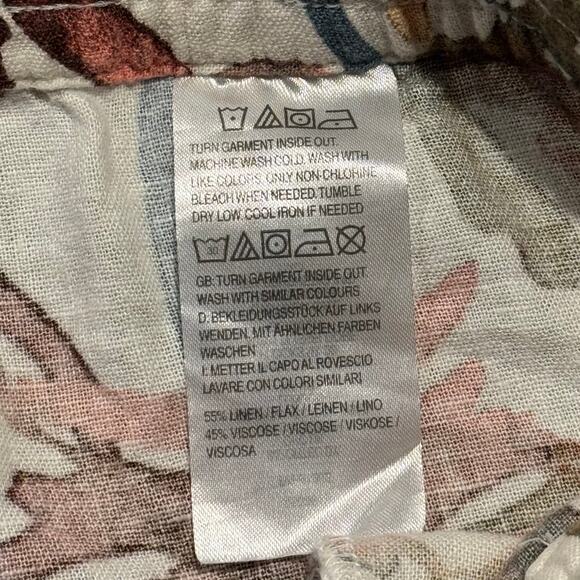 TURN GARMENT INSIDE OUT.
MACHINE WASH COLD. WASH WITH
LIKE COLORS. ONLY NON-CHLORINE
BLEACH WHEN NEEDED. TUMBLE
DRY LOW. COOL IRON IF NEEDED
GB: TURN GARMENT INSIDE OUT
WASH WITH SIMILAR COLOURS
D: BEKLEIDUNGSSTÜCK AUF LINKS
WENDEN. MIT ÄHNLICHEN FARBEN
WASCHEN
I: METTER IL CAPO AL ROVESCIO
LAVARE CON COLORI SIMILARI
55% LINEN / FLAX / LEINEN / LINO
45% VISCOSE / VISCOSE / VISKOSE /
VISCOSA